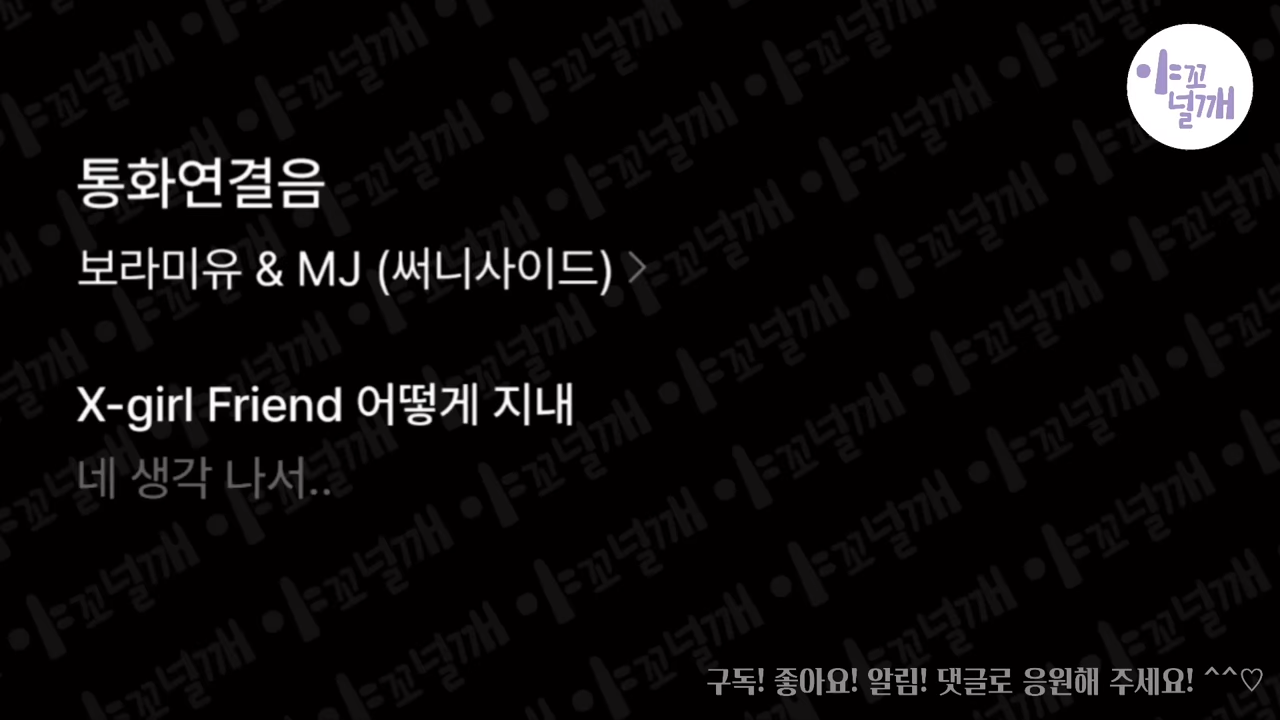 야꼬
널깨
통화연결음
보라미유 & MJ (써니사이드) >
X-girl Friend 어떻게 지내
네 생각 나서..
구독! 좋아요! 알림! 댓글로 응원해 주세요! ^^♡